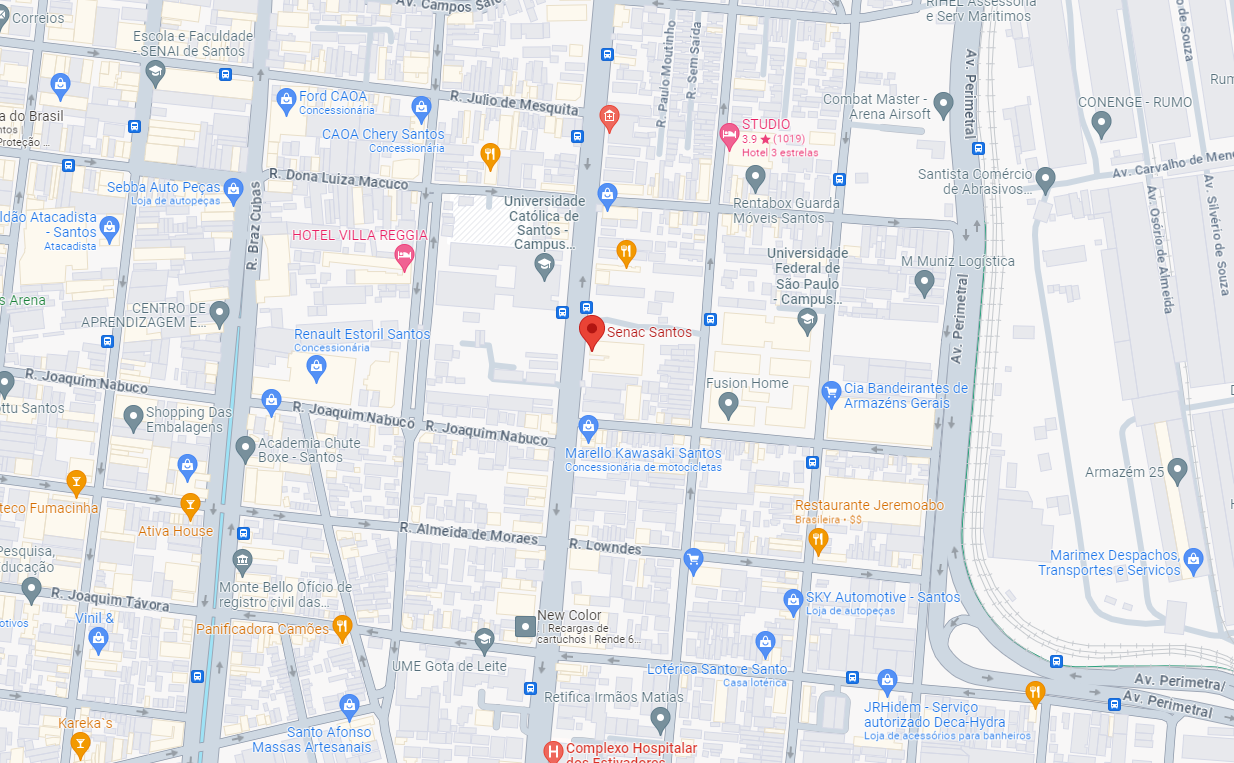 Av. Campos Sales
RIHEL Assessoria
e Serv Marítimos
Correios
Escola e Faculdade
- SENAI de Santos
R. Paulo Moutinho
R. Sem Saída
Av. Perimetral
de Souza
Ford CAOA
Concessionária
R. Julio de Mesquita
Combat Master -
Arena Airsoft
CONENGE - RUMO
a do Brasil
Proteção ...
CAOA Chery Santos
Concessionária
STUDIO
3.9 ★ (1019)
Hotel 3 estrelas
Av. Carvalho de Men
Santista Comércio
de Abrasivos...
R. Dona Luiza Macuco
Sebba Auto Peças
Loja de autopeças
R. Braz Cubas
Universidade
Católica de
Santos -
Campus...
Rentabox Guarda
Móveis Santos
Av. Osório de Almeida
Av. Silvério de Souza
ldão Atacadista
- Santos
Atacadista
HOTEL VILLA REGGIA
Universidade
Federal de
São Paulo
- Campus...
M Muniz Logistica
Av. Perimetral
s Arena
CENTRO DE
APRENDIZAGEM E...
Renault Estoril Santos
Concessionária
Senac Santos
R. Joaquim Nabuco
ttu Santos
Shopping Das
Embalagens
R. Joaquim Nabuco
R. Joaquim Nabuco
Fusion Home
Cia Bandeirantes de
Armazéns Gerais
Academia Chute
Boxe - Santos
Marello Kawasaki Santos
Concessionária de motocicletas
Armazém 25
teco Fumacinha
Ativa House
R. Almeida de Moraes
R. Lowndes
Restaurante Jeremoabo
Brasileira • $$
Pesquisa,
ducação
Monte Bello Ofício de
registro civil das...
Marimex Despachos,
Transportes e Servicos
R. Joaquim Távora
Vinil &
Panificadora Camões
New Color
Recargas de
cartuchos | Rende 6...
SKY Automotive - Santos
Loja de autopeças
UME Gota de Leite
Lotérica Santo e Santo
Casa lotérica
Retifica Irmãos Matias
JRHidem - Serviço
autorizado Deca-Hydra
Loja de acessórios para banheiros
Av. Perimetral
Av. Perimetral
Kareka`s
Santo Afonso
Massas Artesanais
H
Complexo Hospitalar
dos Estivadores